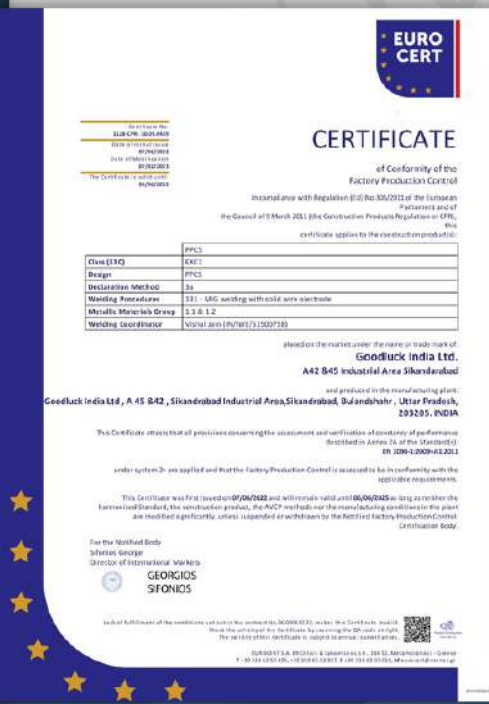 EURO
CERT
CERTIFICATE
of Conformity of the
Factory Production Control
In compliance with Regulation (EU) No 305/2011 of the European
Parliament and of
the Council of 9 March 2011 (the Construction Products Regulation or CPR),
this
certificate applies to the construction product(s):
PPCS
Class (EXC) EXC2
Design PPCS
Declaration Method 3a
Welding Procedures - MIG welding with solid wire electrode
Metallic Materials Group 1.1 & 1.2
Welding Coordinator Vishal Jain
placed on the market under the name or trade mark of:
Goodluck India Ltd.
A42 &45 Industrial Area Sikandarabad
and produced in the manufacturing plant:
Goodluck India Ltd , A 45 &42 , Sikandrabad Industrial Area,Sikandrabad, Bulandshahr , Uttar Pradesh,
203205. INDIA
This Certificate attests that all provisions concerning the assessment and verification of constancy of performance
described in Annex ZA of the Standard(s):
EN 1090-1:2009+A1:2011
under system 2+ are applied and that the Factory Production Control is assessed to be in conformity with the
applicable requirements.
This Certificate was first issued on 07/06/2022 and will remain valid until 06/06/2025 as long as neither the
harmonised Standard, the construction product, the AVCP methods nor the manufacturing conditions in the plant
are modified significantly, unless suspended or withdrawn by the Notified Factory Production Control
Certification Body.
For the Notified Body
Sifonios George
Director of International Markets
GEORGIOS
SIFONIOS